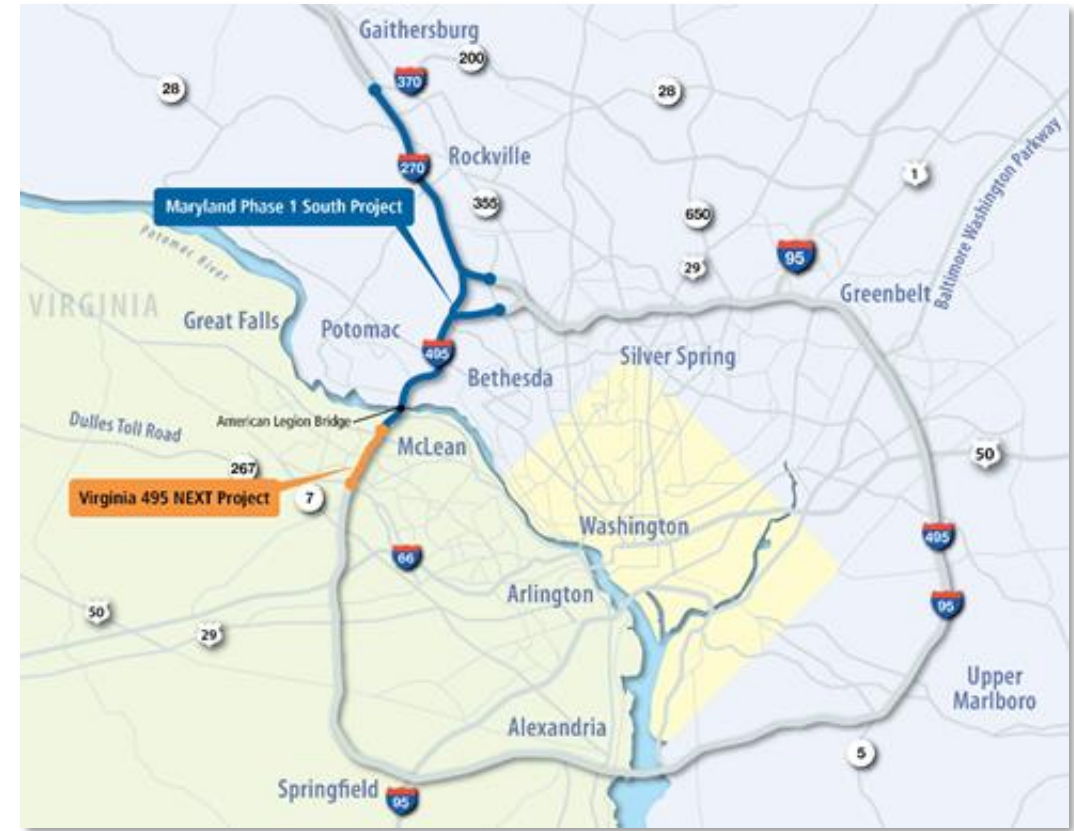 Gaithersburg
200
370
28
28
Rockville
270
1
Baltimore Washington Parkway
Maryland Phase 1 South Project
355
650
Potomac River
29
95
VIRGINIA
Greenbelt
Great Falls
Potomac
495
Silver Spring
Bethesda
American Legion Bridge
Dulles Toll Road
McLean
267
50
Virginia 495 NEXT Project
7
Washington
495
66
Arlington
50
95
29
Upper
Marlboro
Alexandria
5
Springfield
95